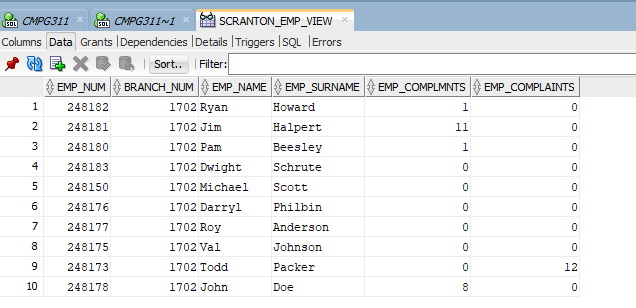 CMPG311 CMPG311~1 SCRANTON_EMP_VIEW
Columns Data Grants Dependencies Details Triggers SQL Errors
Sort.. Filter:
EMP_NUM BRANCH_NUM EMP_NAME EMP_SURNAME EMP_COMPLMNTS EMP_COMPLAINTS
1 248182 1702 Ryan Howard 1 0
2 248181 1702 Jim Halpert 11 0
3 248180 1702 Pam Beesley 1 0
4 248183 1702 Dwight Schrute 0 0
5 248150 1702 Michael Scott 0 0
6 248176 1702 Darryl Philbin 0 0
7 248177 1702 Roy Anderson 0 0
8 248175 1702 Val Johnson 0 0
9 248173 1702 Todd Packer 0 12
10 248178 1702 John Doe 8 0